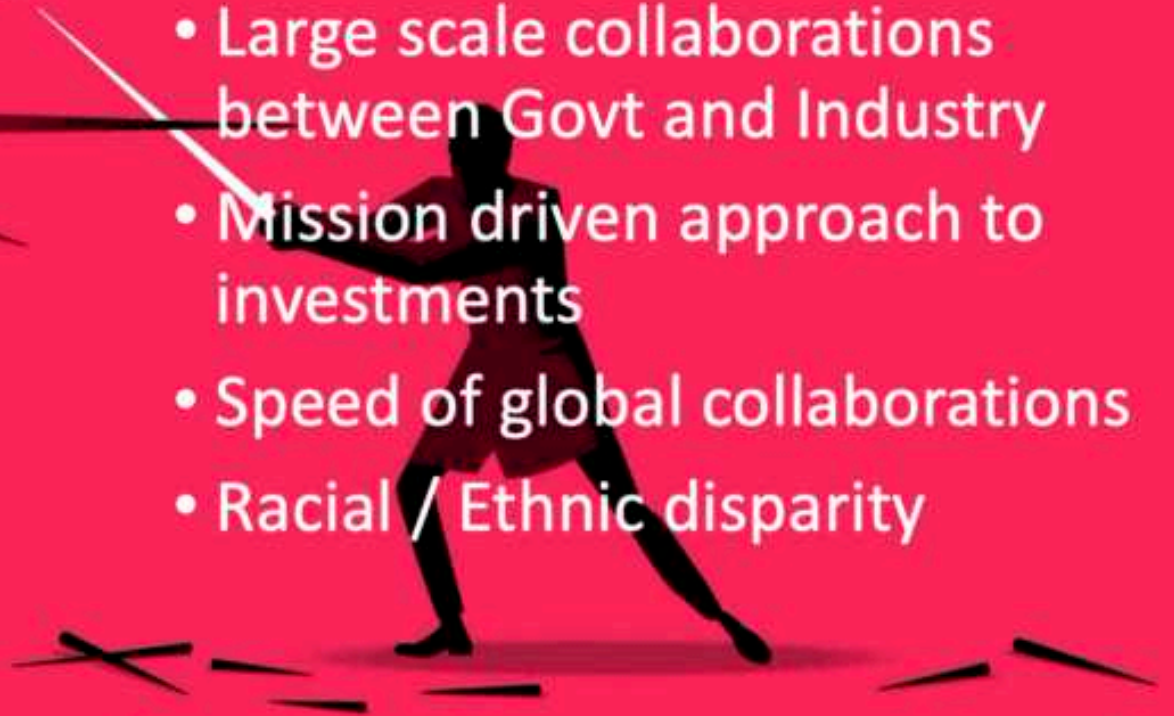 • Large scale collaborations
between Govt and Industry
• Mission driven approach to
investments
• Speed of global collaborations
• Racial / Ethnic disparity